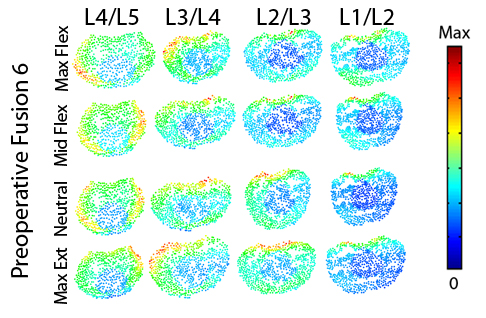 L4/L5 L3/L4 L2/L3 L1/L2
Max
Preoperative Fusion 6
Max Flex
Mid Flex
Neutral
Max Ext
0